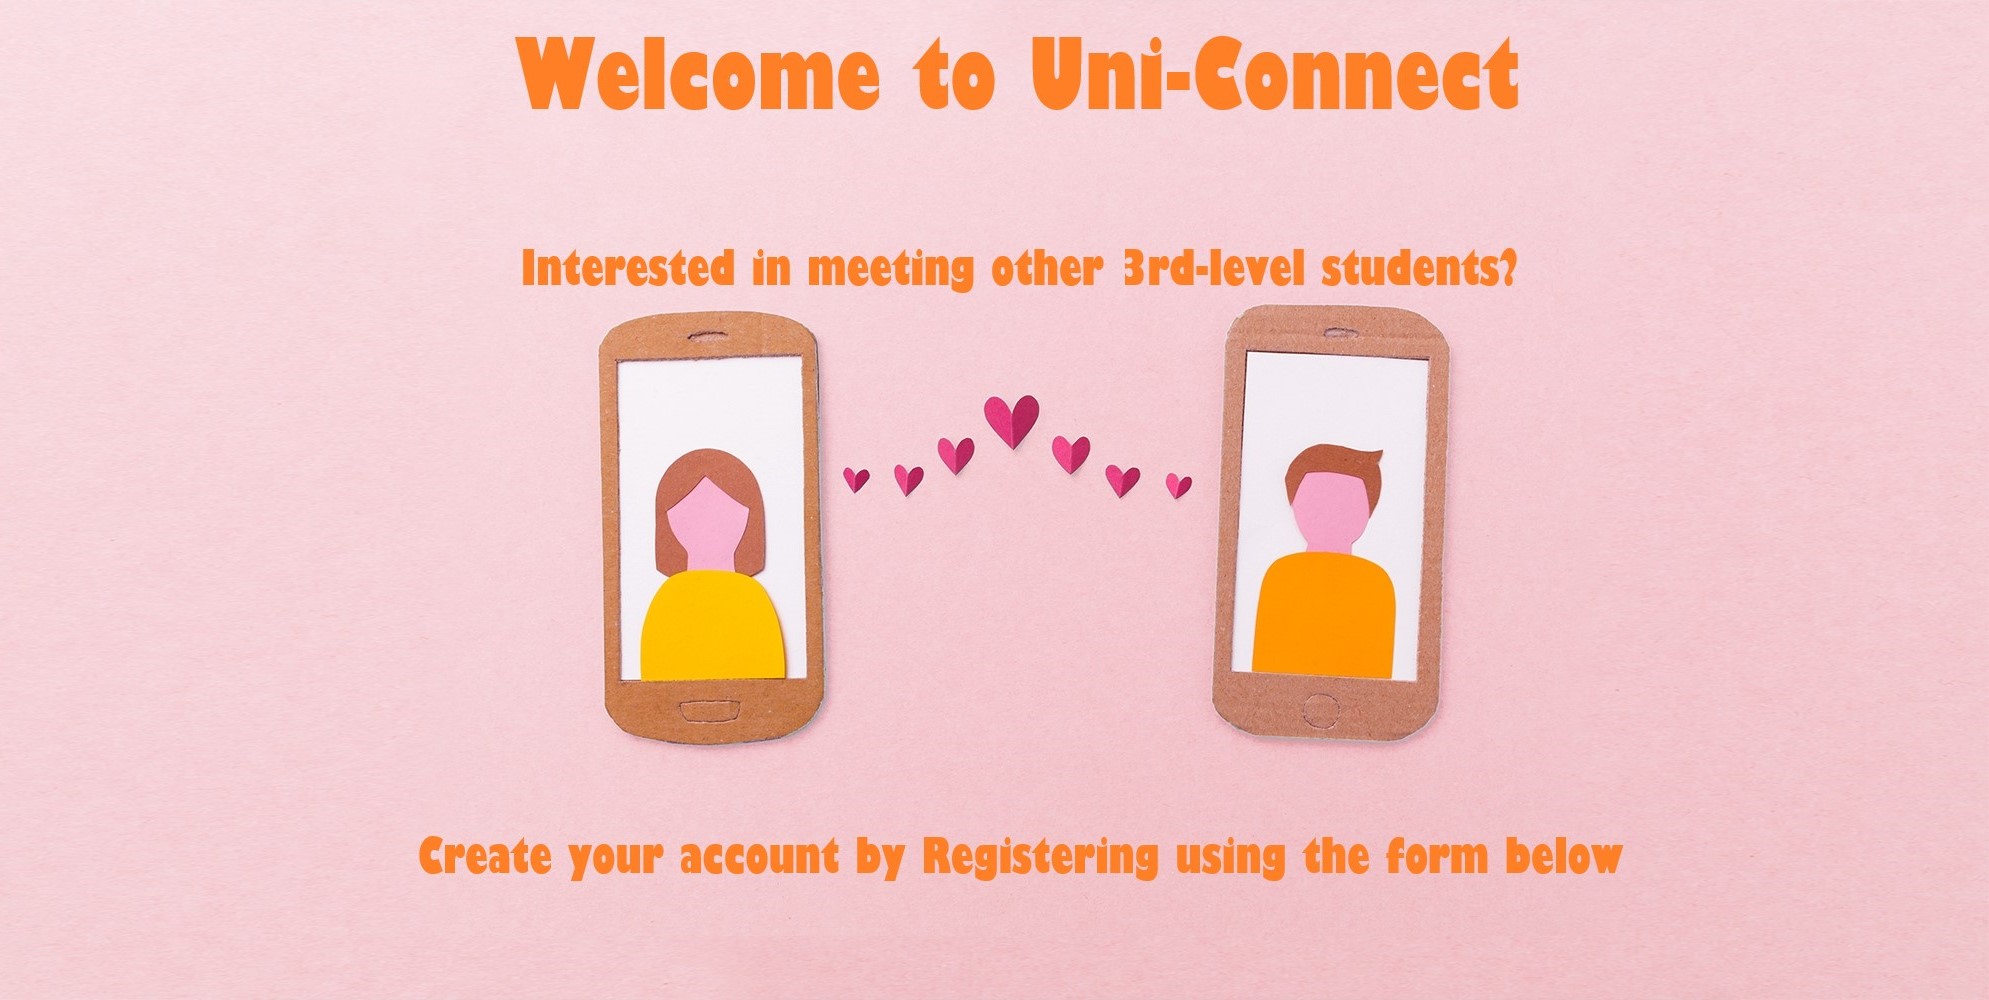 Welcome to Uni-Connect
Interested in meeting other 3rd-level students?
Create your account by Registering using the form below